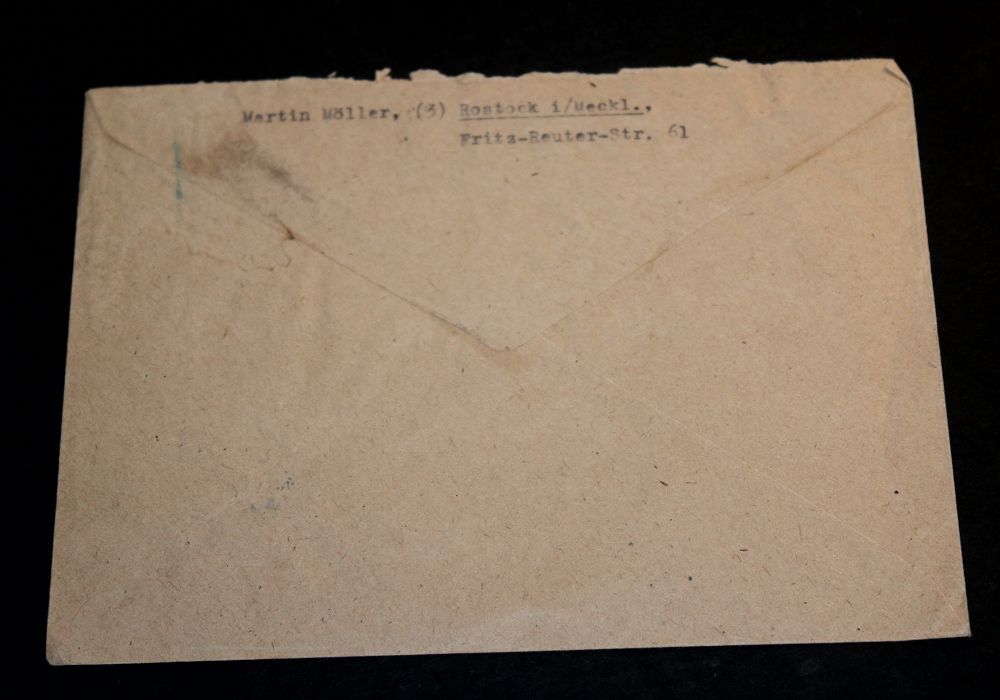 Martin Möller, (3) Rostock i/Meckl.,
Fritz-Reuter-Str. 61